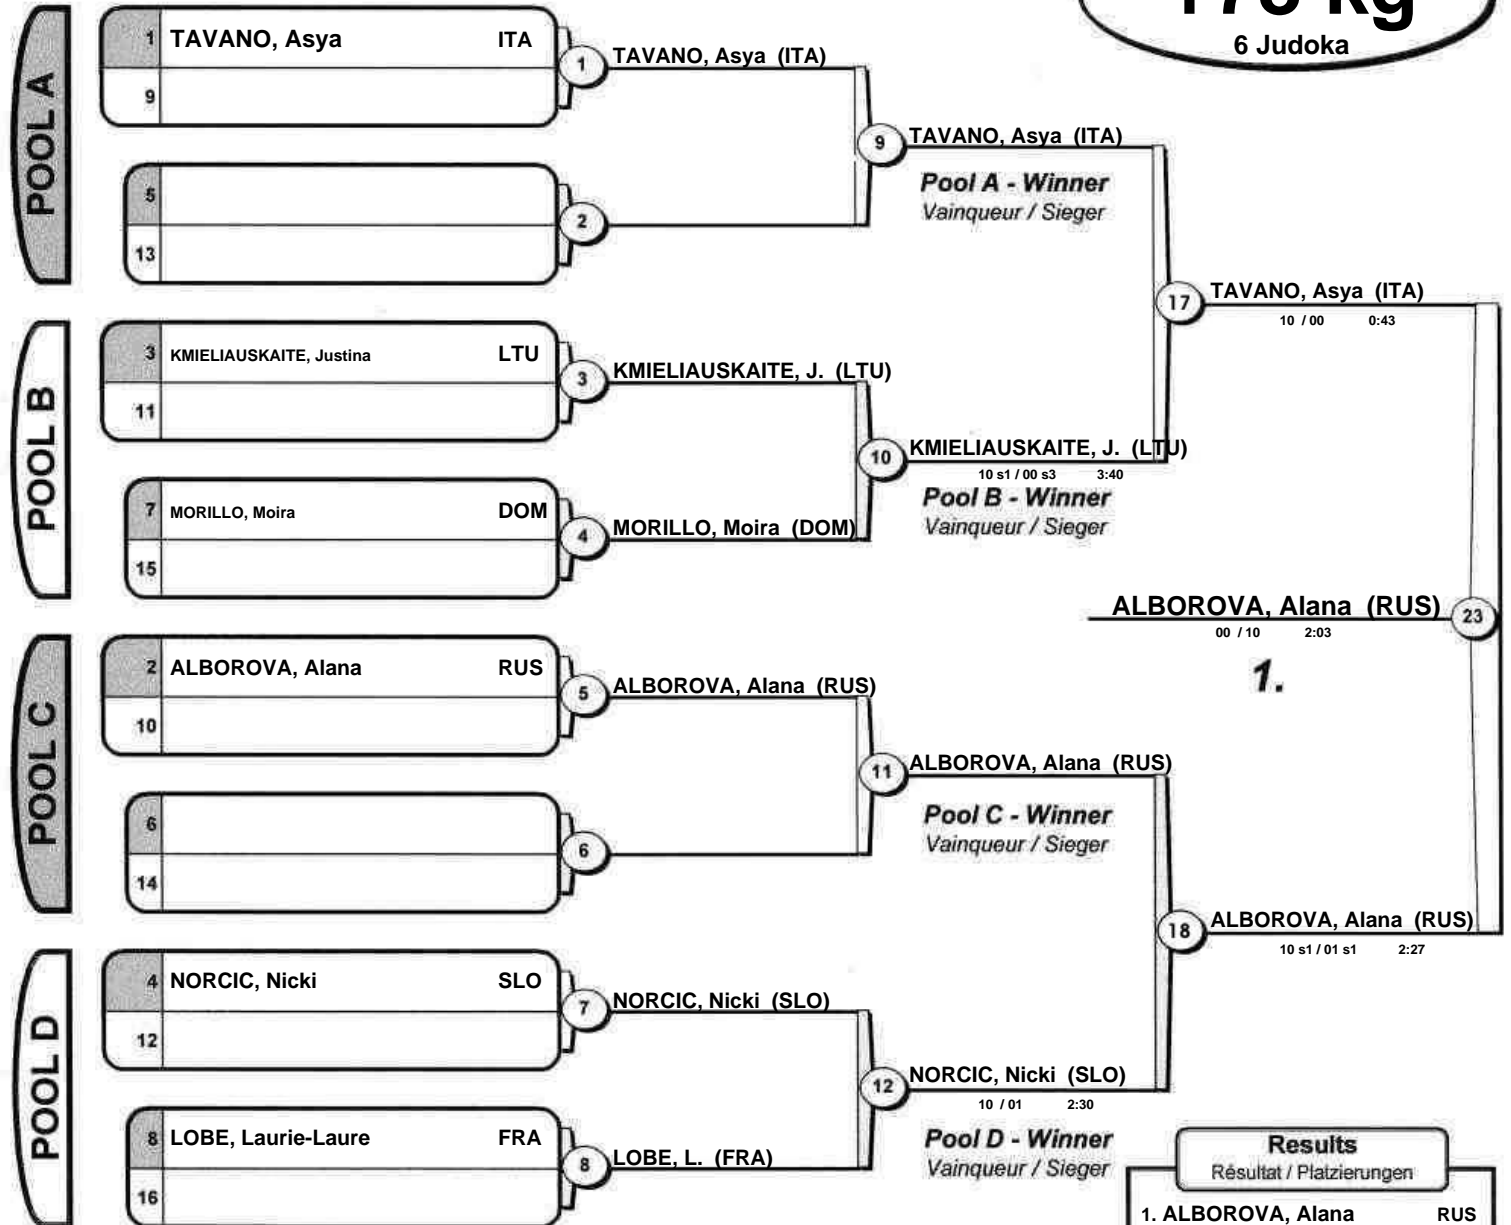 6 Judoka
POOL A
1 TAVANO, Asya ITA
9
5
13
1 TAVANO, Asya (ITA)
2
9 TAVANO, Asya (ITA)
Pool A - Winner
Vainqueur / Sieger
POOL B
3 KMIELIAUSKAITE, Justina LTU
11
7 MORILLO, Moira DOM
15
3 KMIELIAUSKAITE, J. (LTU)
4 MORILLO, Moira (DOM)
10 KMIELIAUSKAITE, J. (LTU)
10 s1 / 00 s3 3:40
Pool B - Winner
Vainqueur / Sieger
17 TAVANO, Asya (ITA)
10 / 00 0:43
ALBOROVA, Alana (RUS) 23
00 / 10 2:03
1.
POOL C
2 ALBOROVA, Alana RUS
10
6
14
5 ALBOROVA, Alana (RUS)
6
11 ALBOROVA, Alana (RUS)
Pool C - Winner
Vainqueur / Sieger
18 ALBOROVA, Alana (RUS)
10 s1 / 01 s1 2:27
POOL D
4 NORCIC, Nicki SLO
12
8 LOBE, Laurie-Laure FRA
16
7 NORCIC, Nicki (SLO)
8 LOBE, L. (FRA)
12 NORCIC, Nicki (SLO)
10 / 01 2:30
Pool D - Winner
Vainqueur / Sieger
Results
Résultat / Platzierungen
1. ALBOROVA, Alana RUS